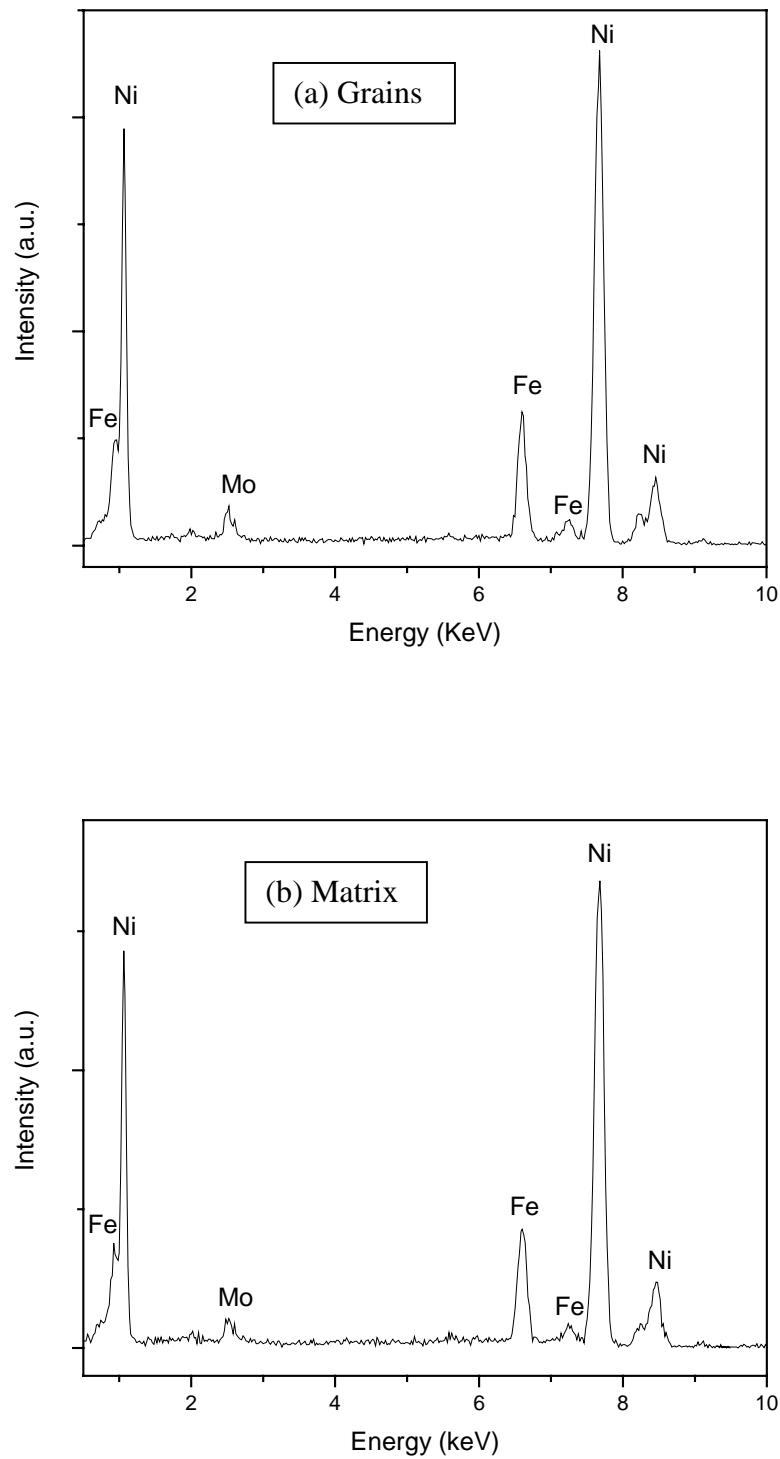 Ni
(a) Grains
Ni
Intensity (a.u.)
Fe
Fe
Mo
Fe
Ni
2
4
6
8
10
Energy (KeV)
Ni
(b) Matrix
Ni
Intensity (a.u.)
Fe
Fe
Mo
Fe
Ni
2
4
6
8
10
Energy (keV)